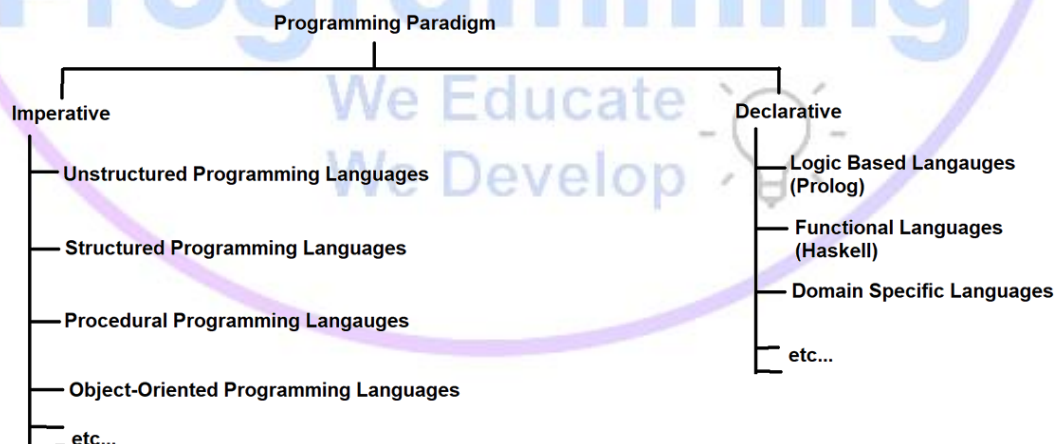 Programming
Programming Paradigm
We Educate
We Develop
Imperative
Unstructured Programming Languages
Structured Programming Languages
Procedural Programming Langauges
Object-Oriented Programming Languages
etc...
Declarative
Logic Based Langauges
(Prolog)
Functional Languages
(Haskell)
Domain Specific Languages
etc...